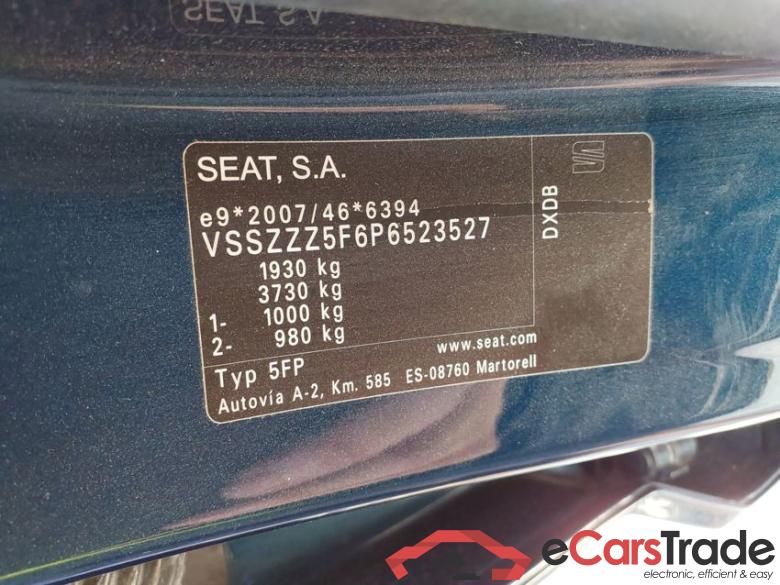 SEAT, S.A.
SEAT, S.A.
e9*2007/46*6394
VSSZZZ5F6P6523527
1930 kg
3730 kg
1- 1000 kg
2- 980 kg
DXDB
www.seat.com
Typ 5FP
Autovía A-2, Km. 585 ES-08760 Martorell
eCarsTrade
electronic, efficient & easy